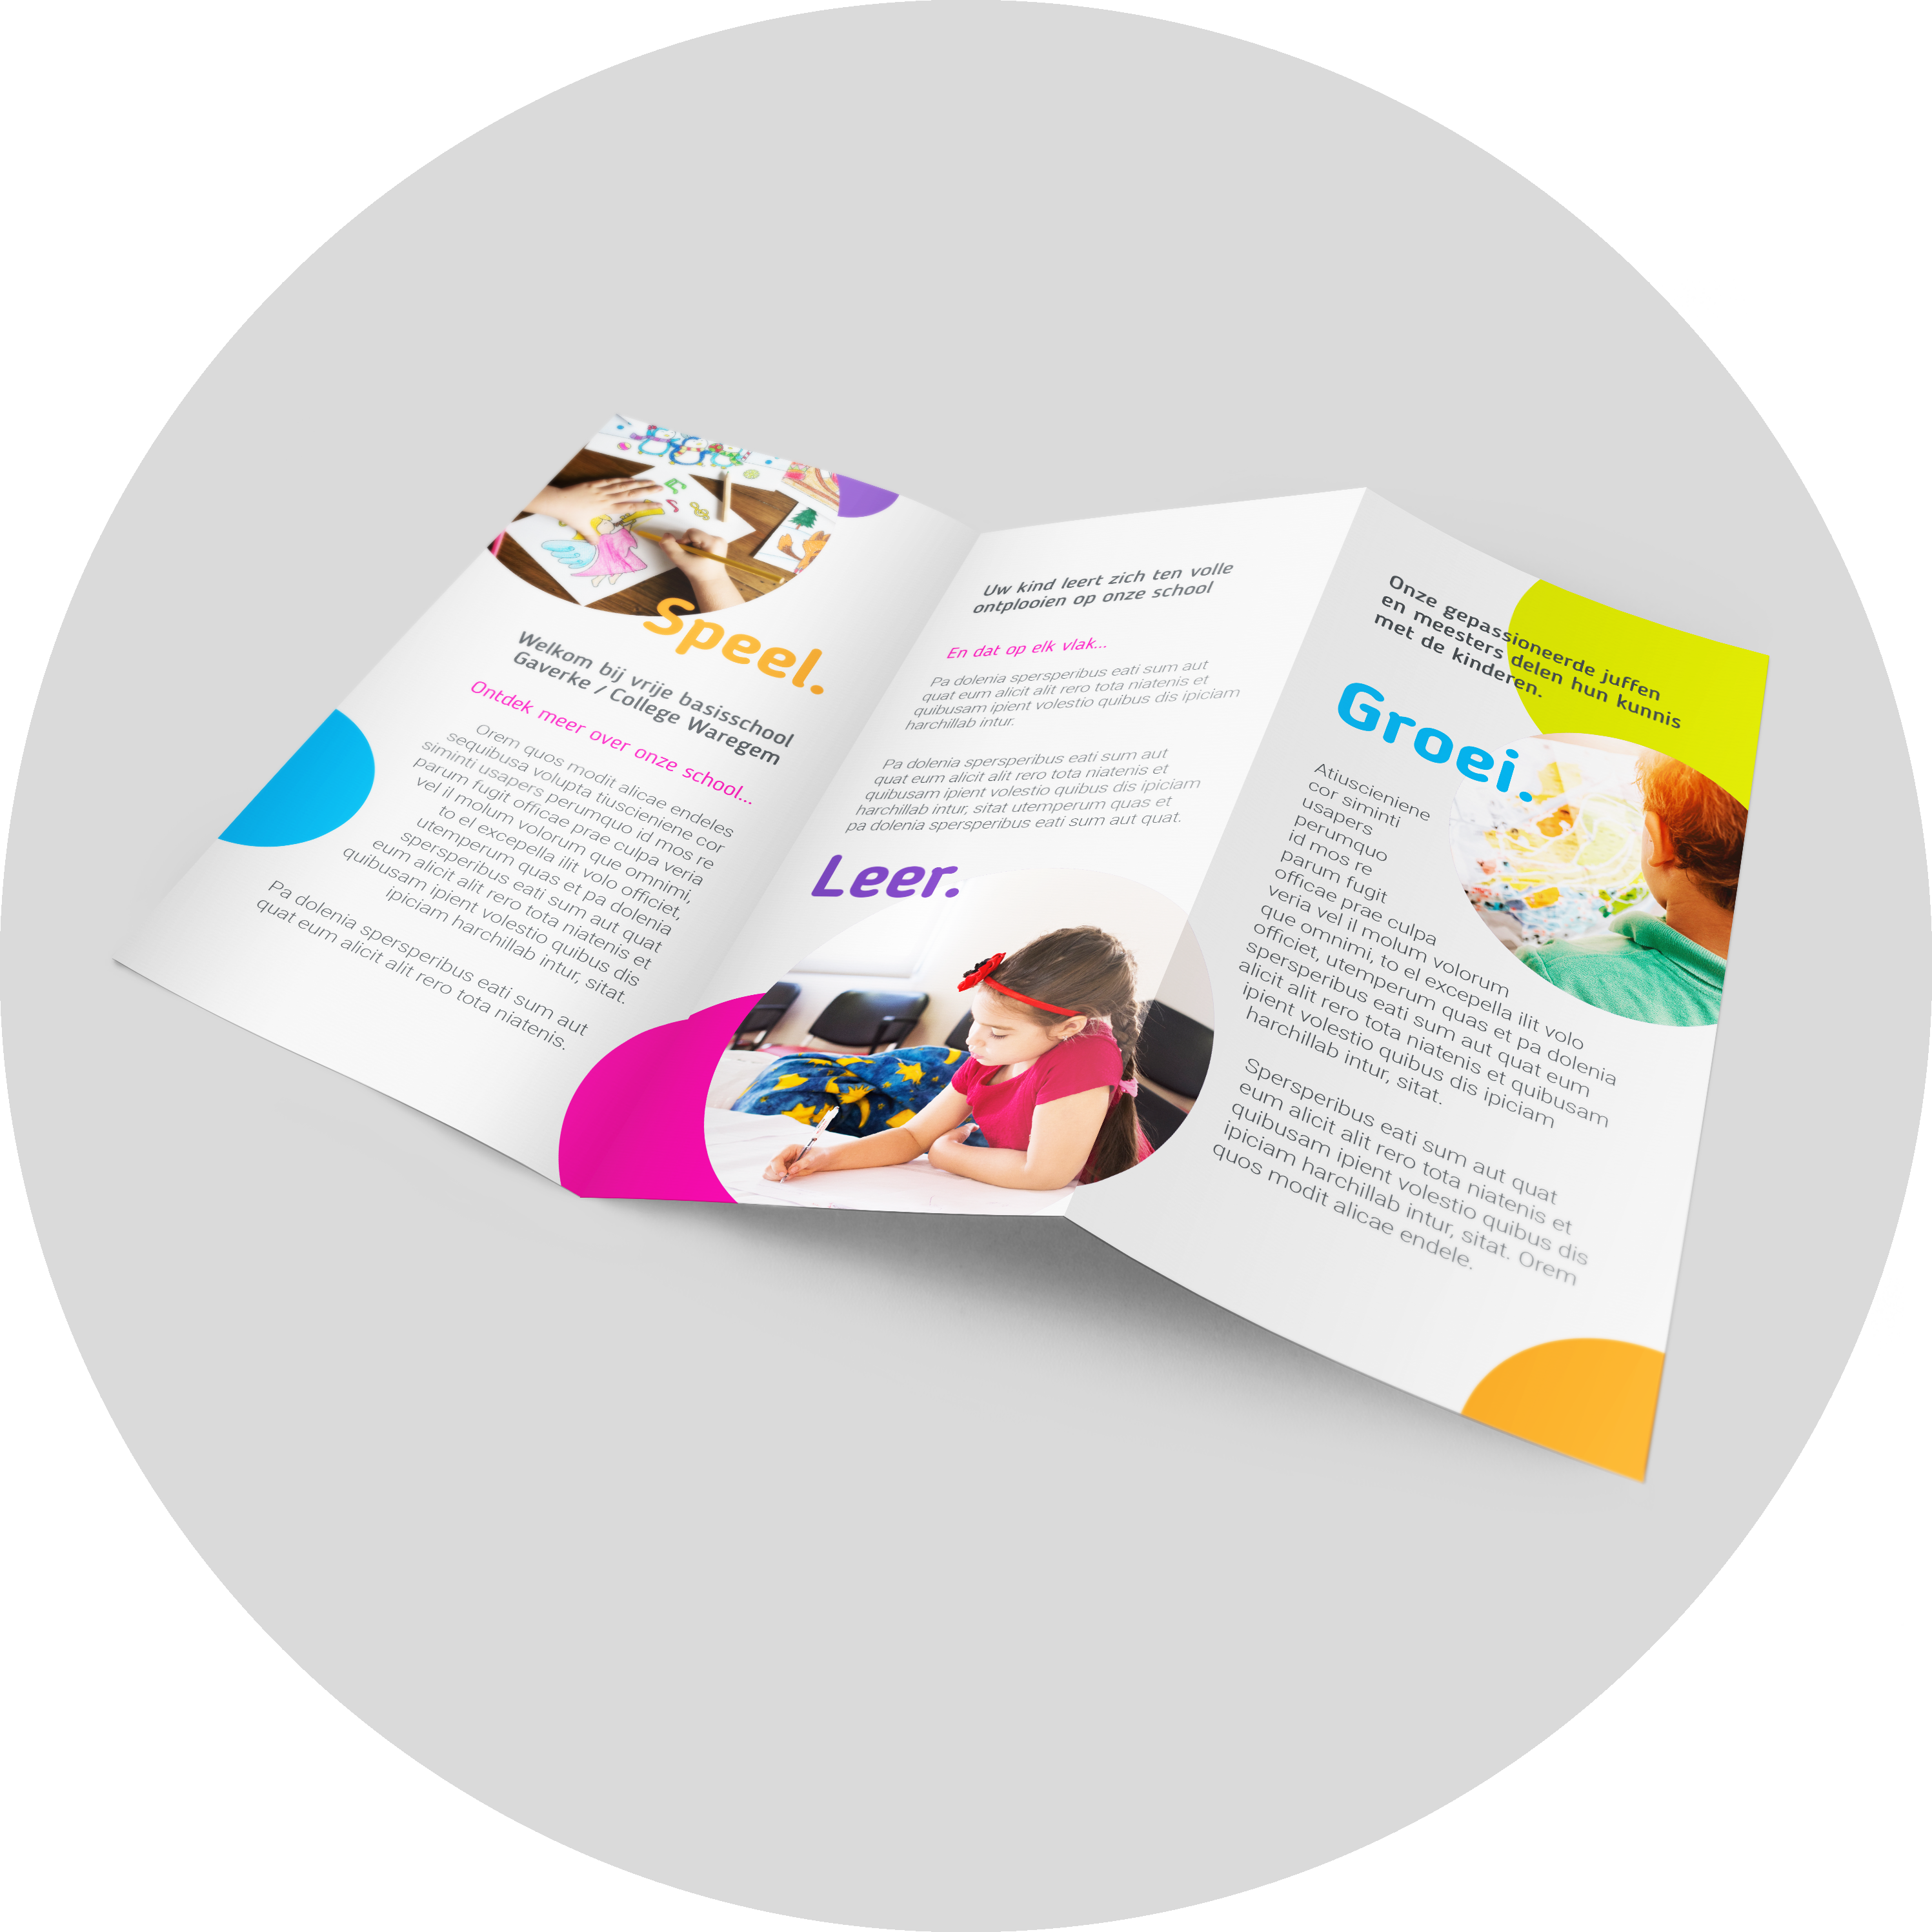 Speel.
Welkom bij vrije basisschool
Gaverke / College Waregem
Ontdek meer over onze school...
Orem quos modit alicae endeles
sequibusa volupta tiuscieniene cor
siminti usapers perumquo id mos re
parum fugit officae prae culpa veria
vel il molum volorum que omnimi,
to el excepella ilit volo officiet,
utemperum quas et pa dolenia
spersperibus eati sum aut quat
eum alicit alit rero tota niatenis et
quibusam ipient volestio quibus dis
ipiciam harchillab intur, sitat.
Pa dolenia spersperibus eati sum aut
quat eum alicit alit rero tota niatenis.
Uw kind leert zich ten volle
ontplooien op onze school
En dat op elk vlak...
Pa dolenia spersperibus eati sum aut
quat eum alicit alit rero tota niatenis et
quibusam ipient volestio quibus dis ipiciam
harchillab intur.
Pa dolenia spersperibus eati sum aut
quat eum alicit alit rero tota niatenis et
quibusam ipient volestio quibus dis ipiciam
harchillab intur, sitat utemperum quas et
pa dolenia spersperibus eati sum aut quat.
Leer.
Onze gepassioneerde juffen
en meesters delen hun kunnis
met de kinderen.
Groei.
Atiuscieniene
cor siminti
usapers
perumquo
id mos re
parum fugit
officae prae culpa
veria vel il molum volorum
que omnimi, to el excepella ilit volo
officiet, utemperum quas et pa dolenia
spersperibus eati sum aut quat eum
alicit alit rero tota niatenis et quibusam
ipient volestio quibus dis ipiciam
harchillab intur, sitat.
Spersperibus eati sum aut quat
eum alicit alit rero tota niatenis et
quibusam ipient volestio quibus dis
ipiciam harchillab intur, sitat. Orem
quos modit alicae endele.